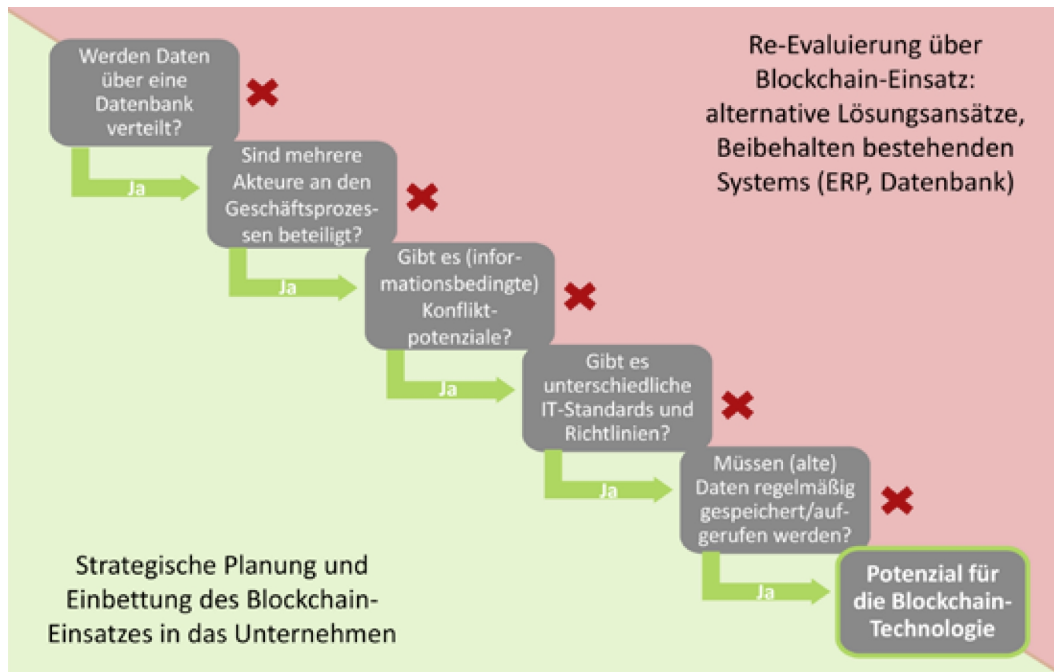 Werden Daten
über eine
Datenbank
verteilt?
Re-Evaluierung über
Blockchain-Einsatz:
alternative Lösungsansätze,
Beibehalten bestehenden
Systems (ERP, Datenbank)
Ja
Sind mehrere
Akteure an den
Geschäftsprozes-
sen beteiligt?
Ja
Gibt es (infor-
mationsbedingte)
Konflikt-
potenziale?
Ja
Gibt es
unterschiedliche
IT-Standards und
Richtlinien?
Ja
Müssen (alte)
Daten regelmäßig
gespeichert/auf-
gerufen werden?
Ja
Potenzial für
die Blockchain-
Technologie
Strategische Planung und
Einbettung des Blockchain-
Einsatzes in das Unternehmen